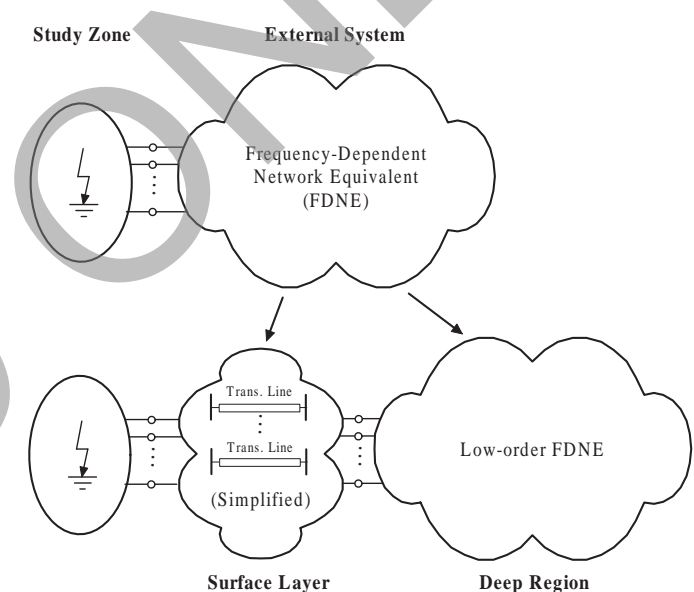 Study Zone
External System
Frequency-Dependent
Network Equivalent
(FDNE)
Trans. Line
Trans. Line
(Simplified)
Low-order FDNE
Surface Layer
Deep Region